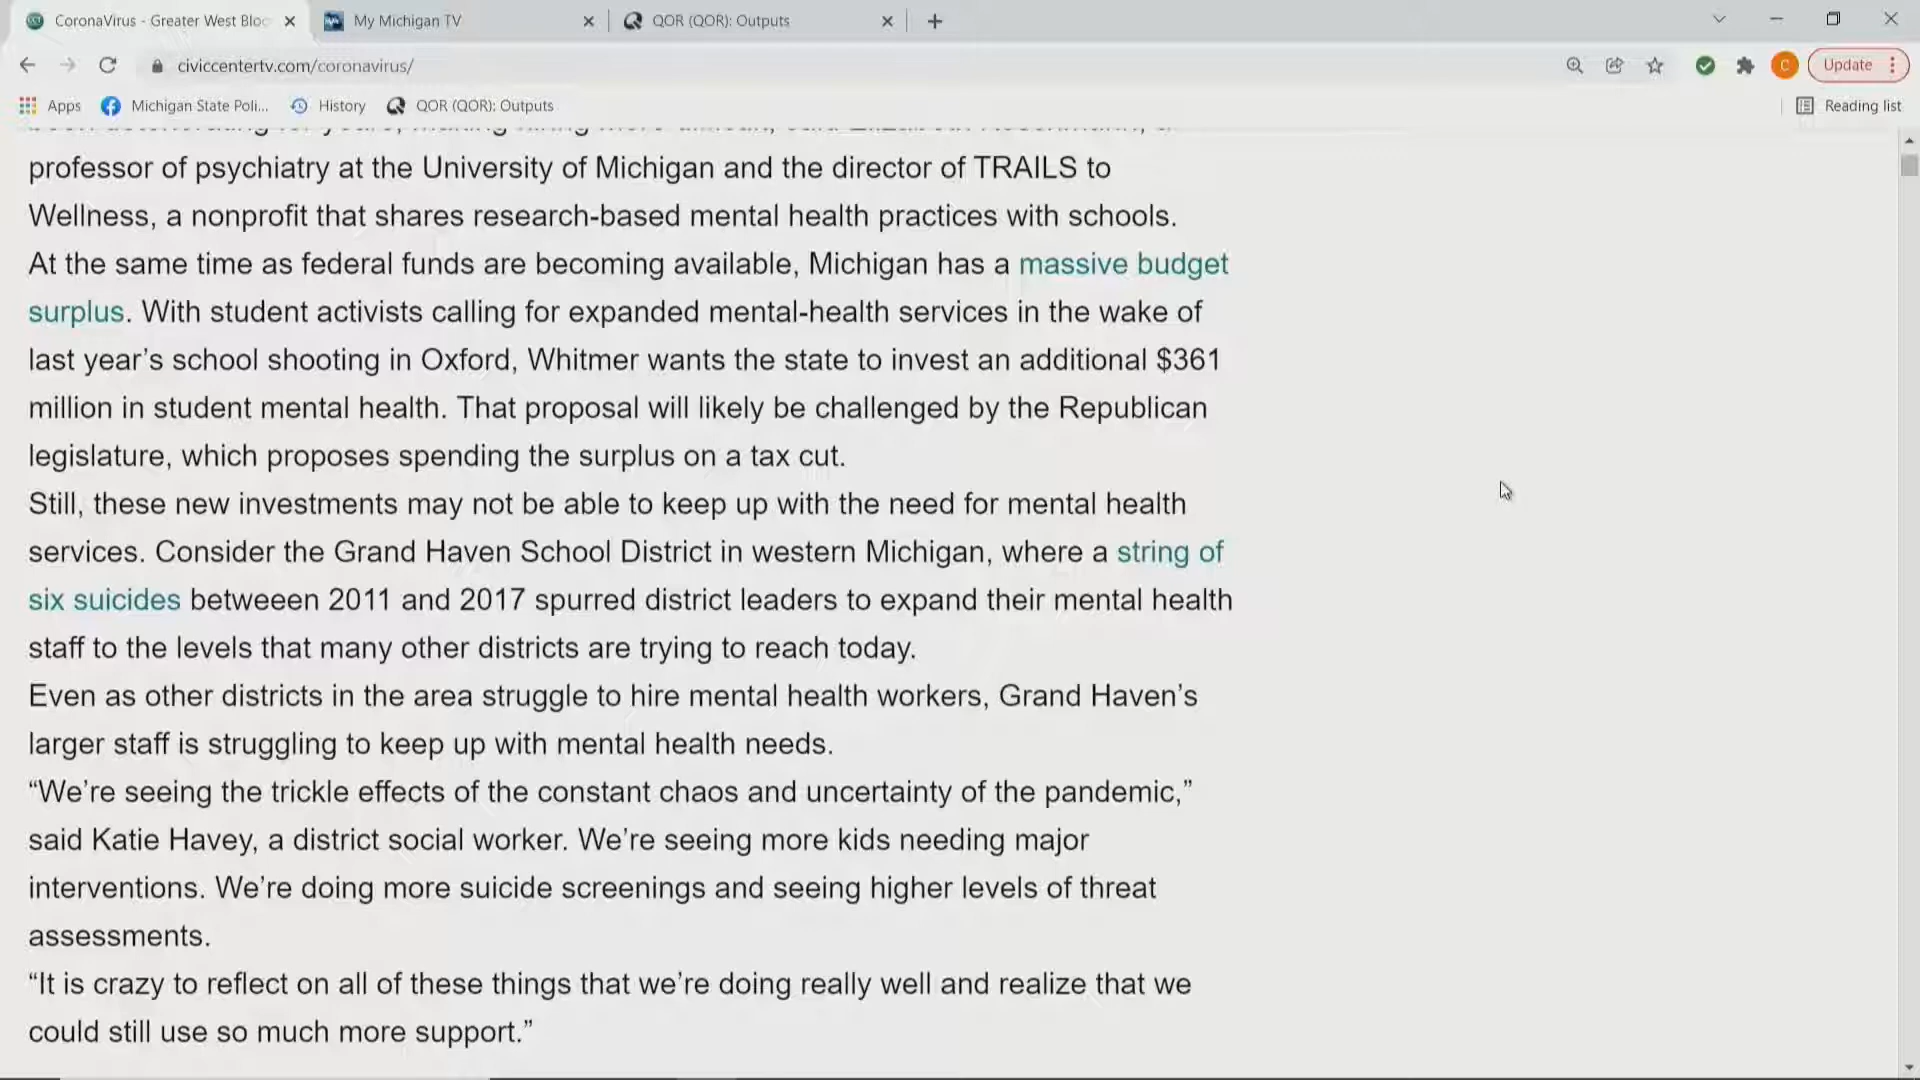 CoronaVirus - Greater West Bloo
My Michigan TV
QOR (QOR): Outputs
civiccentertv.com/coronavirus/
C
Update
Apps
Michigan State Poli...
History
QOR (QOR): Outputs
Reading list
professor of psychiatry at the University of Michigan and the director of TRAILS to
Wellness, a nonprofit that shares research-based mental health practices with schools.
At the same time as federal funds are becoming available, Michigan has a massive budget
surplus. With student activists calling for expanded mental-health services in the wake of
last year’s school shooting in Oxford, Whitmer wants the state to invest an additional $361
million in student mental health. That proposal will likely be challenged by the Republican
legislature, which proposes spending the surplus on a tax cut.
Still, these new investments may not be able to keep up with the need for mental health
services. Consider the Grand Haven School District in western Michigan, where a string of
six suicides betweeen 2011 and 2017 spurred district leaders to expand their mental health
staff to the levels that many other districts are trying to reach today.
Even as other districts in the area struggle to hire mental health workers, Grand Haven’s
larger staff is struggling to keep up with mental health needs.
“We’re seeing the trickle effects of the constant chaos and uncertainty of the pandemic,”
said Katie Havey, a district social worker. We’re seeing more kids needing major
interventions. We’re doing more suicide screenings and seeing higher levels of threat
assessments.
“It is crazy to reflect on all of these things that we’re doing really well and realize that we
could still use so much more support.”